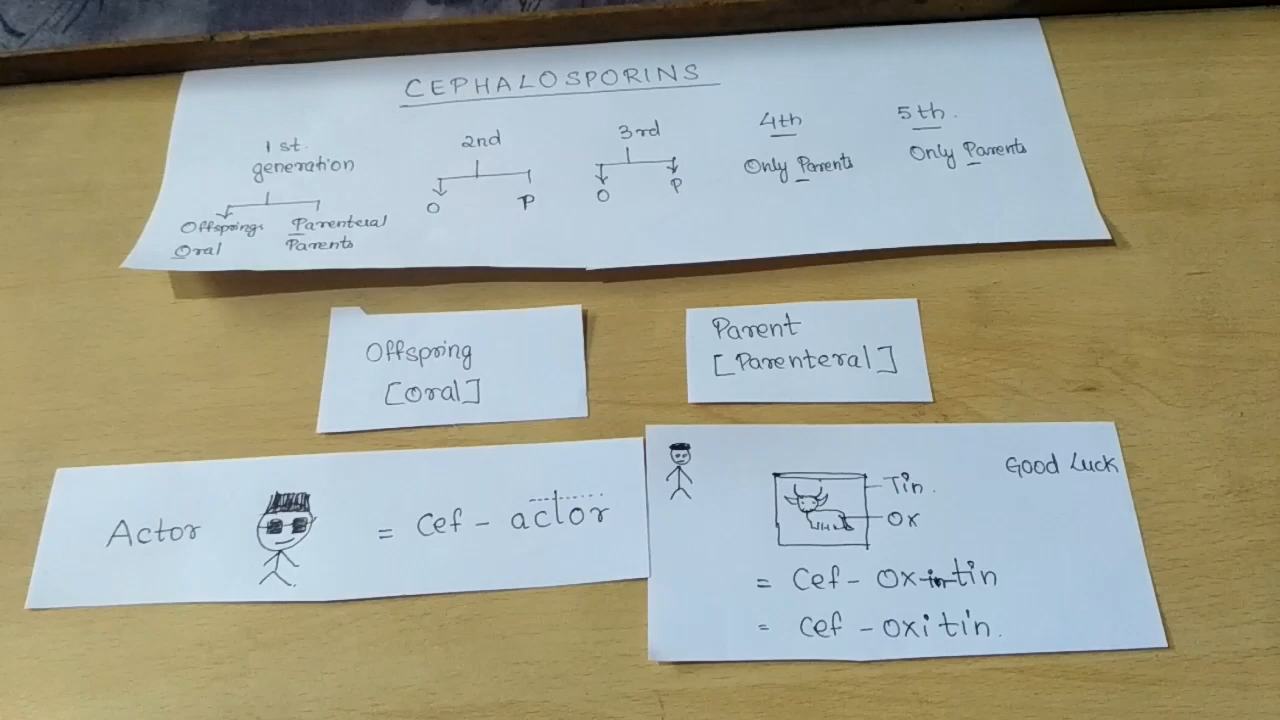 CEPHALOSPORINS
1st.
generation
Offsprings Parenteral
Oral Parents
2nd
O P
3rd
O P
4th
Only Parents
5th.
Only Parents
Offspring
[Oral]
Parent
[Parenteral]
Actor = Cef - actor
Good Luck
Tin.
OX
= Cef - Ox-in-tin
= Cef - oxitin.